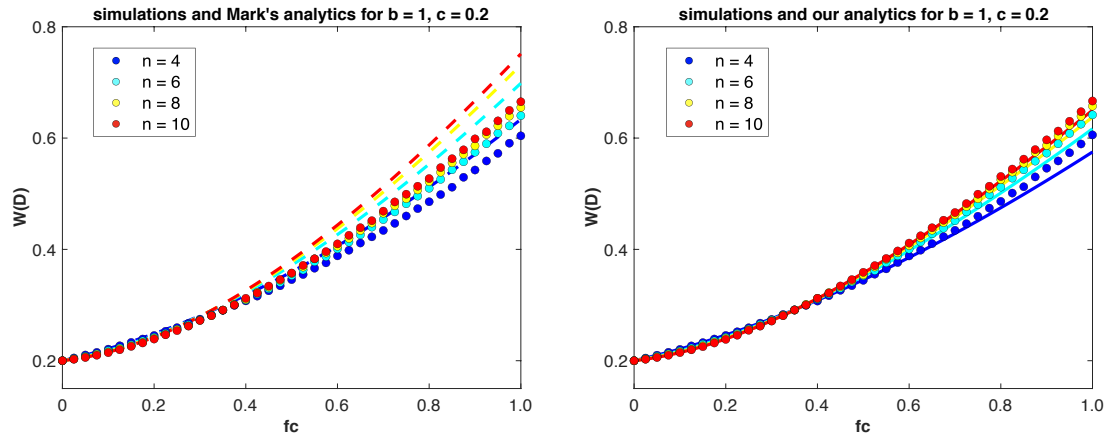 simulations and Mark's analytics for b = 1, c = 0.2
0.8
0.6
0.4
0.2
W(D)
n = 4
n = 6
n = 8
n = 10
0
0.2
0.4
0.6
0.8
1.0
fc
simulations and our analytics for b = 1, c = 0.2
0.8
0.6
0.4
0.2
W(D)
n = 4
n = 6
n = 8
n = 10
0
0.2
0.4
0.6
0.8
1.0
fc